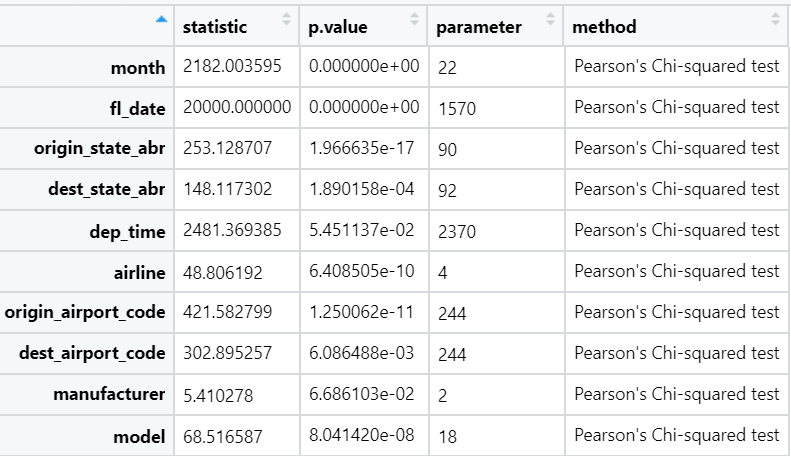 statistic p.value parameter method
month 2182.003595 0.000000e+00 22 Pearson's Chi-squared test
fl_date 20000.000000 0.000000e+00 1570 Pearson's Chi-squared test
origin_state_abr 253.128707 1.966635e-17 90 Pearson's Chi-squared test
dest_state_abr 148.117302 1.890158e-04 92 Pearson's Chi-squared test
dep_time 2481.369385 5.451137e-02 2370 Pearson's Chi-squared test
airline 48.806192 6.408505e-10 4 Pearson's Chi-squared test
origin_airport_code 421.582799 1.250062e-11 244 Pearson's Chi-squared test
dest_airport_code 302.895257 6.086488e-03 244 Pearson's Chi-squared test
manufacturer 5.410278 6.686103e-02 2 Pearson's Chi-squared test
model 68.516587 8.041420e-08 18 Pearson's Chi-squared test